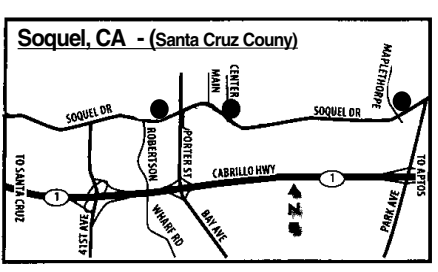 Soquel, CA - (Santa Cruz Couny)
MAPLETHORPE
CENTER
MAIN
SOQUEL DR
SOQUEL DR
ROBERTSON
PORTER ST
TO SANTA CRUZ
CABRILLO HWY
TO APTOS
1
1
N
41ST AVE
WHARF RD
BAY AVE
PARK AVE